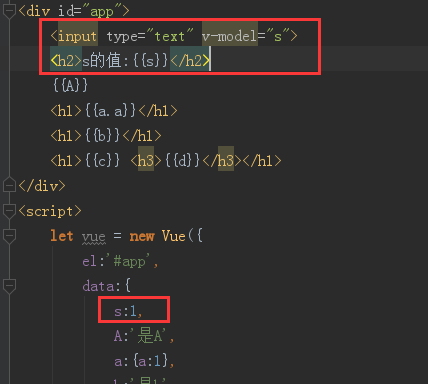 <div id="app">
<input type="text" v-model="s">
<h2>s的值:{{s}}</h2>
{{A}}
<h1>{{a.a}}</h1>
<h1>{{b}}</h1>
<h1>{{c}} <h3>{{d}}</h3></h1>
</div>
<script>
let vue = new Vue({
el:'#app',
data:{
s:1,
A:'是A',
a:{a:1},